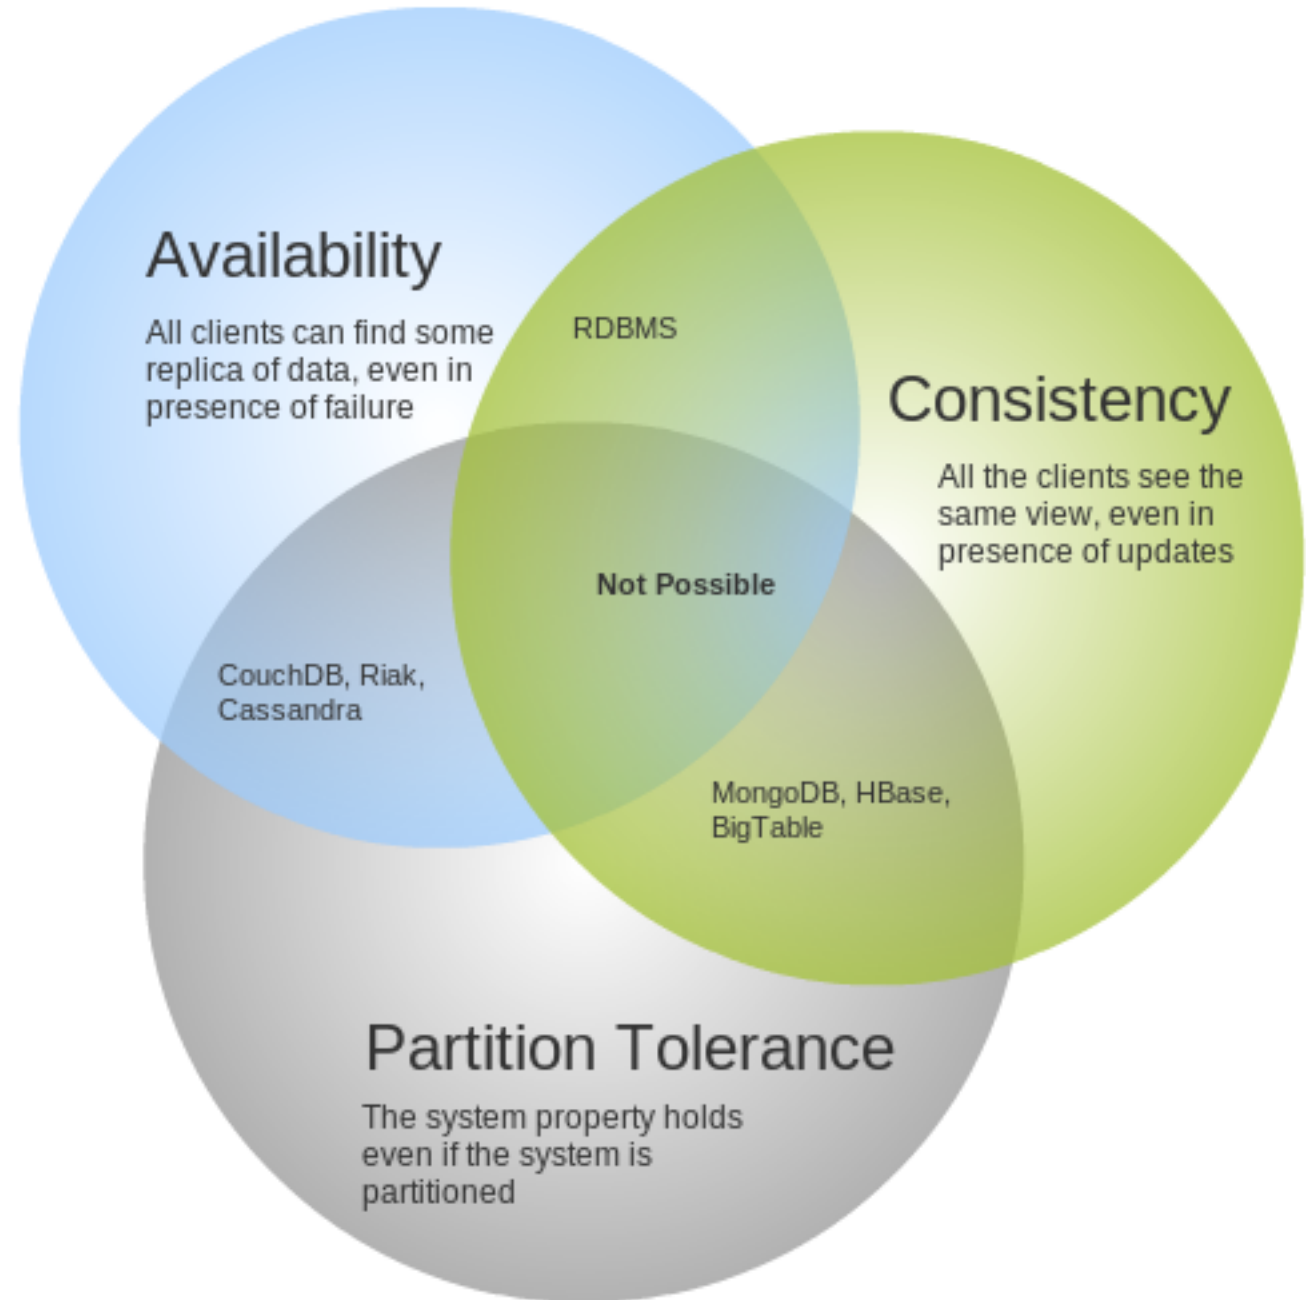 Availability
All clients can find some
replica of data, even in
presence of failure
RDBMS
Consistency
All the clients see the
same view, even in
presence of updates
Not Possible
CouchDB, Riak,
Cassandra
MongoDB, HBase,
BigTable
Partition Tolerance
The system property holds
even if the system is
partitioned